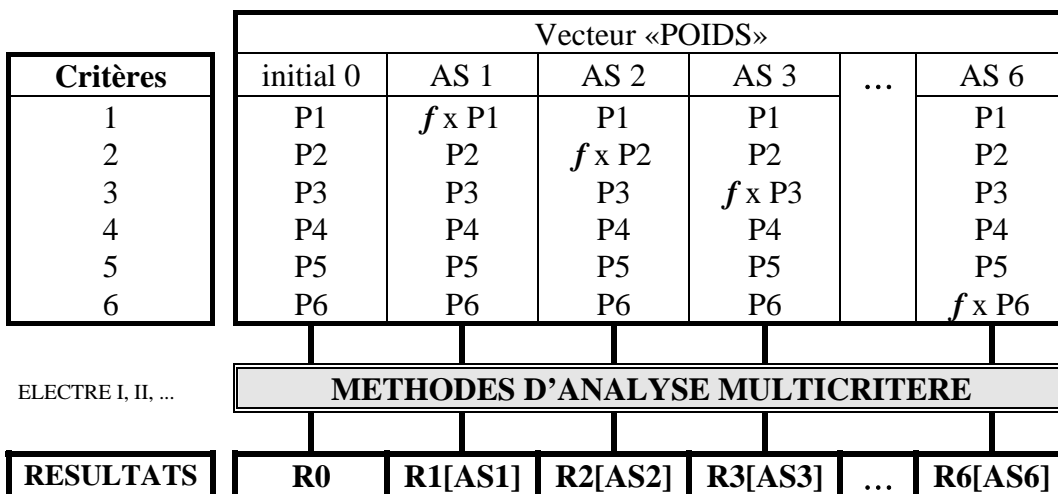 Vecteur «POIDS»
Critères initial 0 AS 1 AS 2 AS 3 ... AS 6
1 P1 f x P1 P1 P1 P1
2 P2 P2 f x P2 P2 P2
3 P3 P3 P3 f x P3 P3
4 P4 P4 P4 P4 P4
5 P5 P5 P5 P5 P5
6 P6 P6 P6 P6 f x P6
ELECTRE I, II, ... METHODES D’ANALYSE MULTICRITERE
RESULTATS R0 R1[AS1] R2[AS2] R3[AS3] ... R6[AS6]